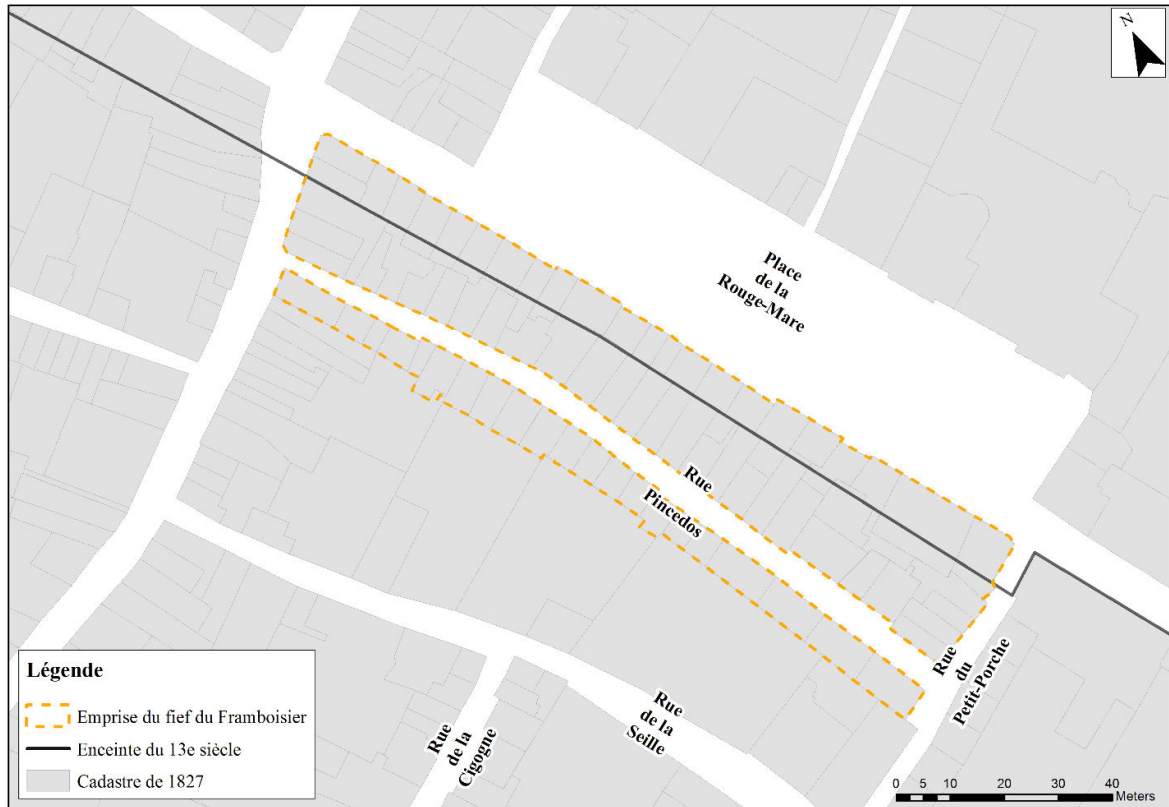 N
Place
de la
Rouge-Mare
Rue
Pincedos
Rue
du
Petit-Porche
Rue
de la
Seille
Rue
de la
Cigogne
Légende
Emprise du fief du Framboisier
Enceinte du 13e siècle
Cadastre de 1827
0 5 10 20 30 40
Meters